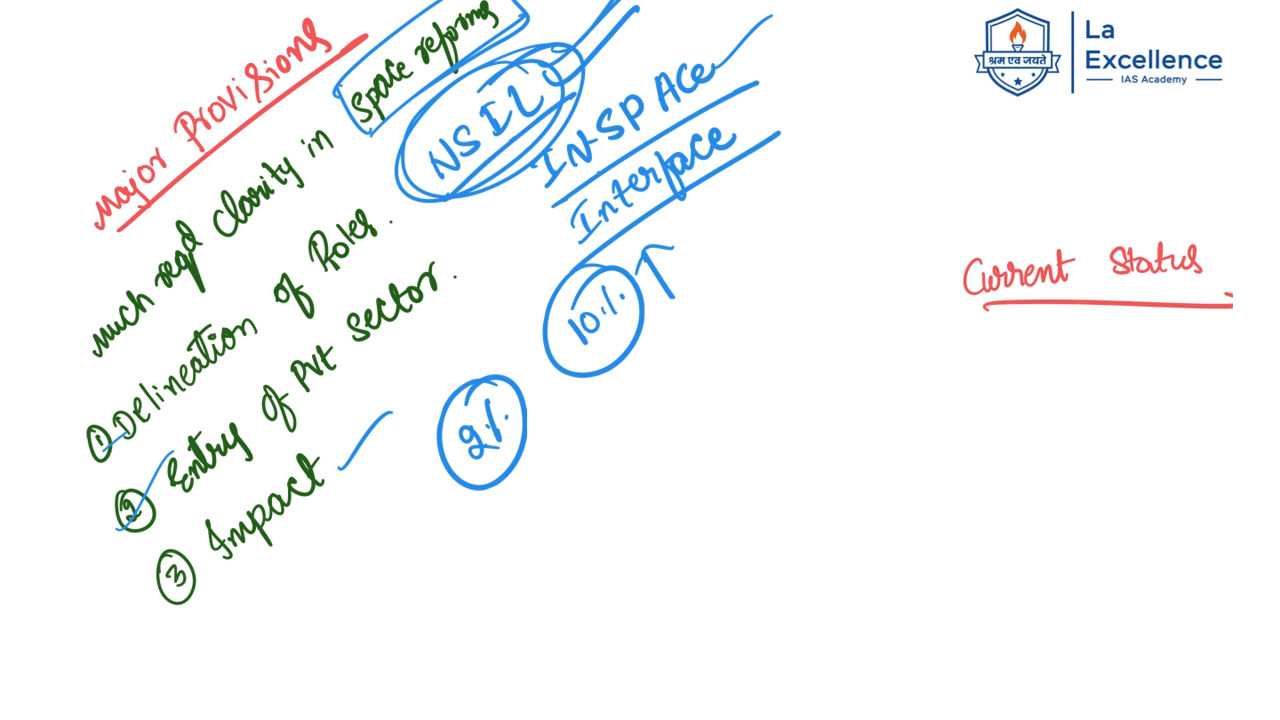 Major Provisions
Much reqd Clarity in Space reforms
① Delineation of Roles.
② Entry of Pvt Sector.
③ Impact
NSIL
INSPACe
Interface
10%
2%
श्रम एव जयते
La
Excellence
IAS Academy
Current Status